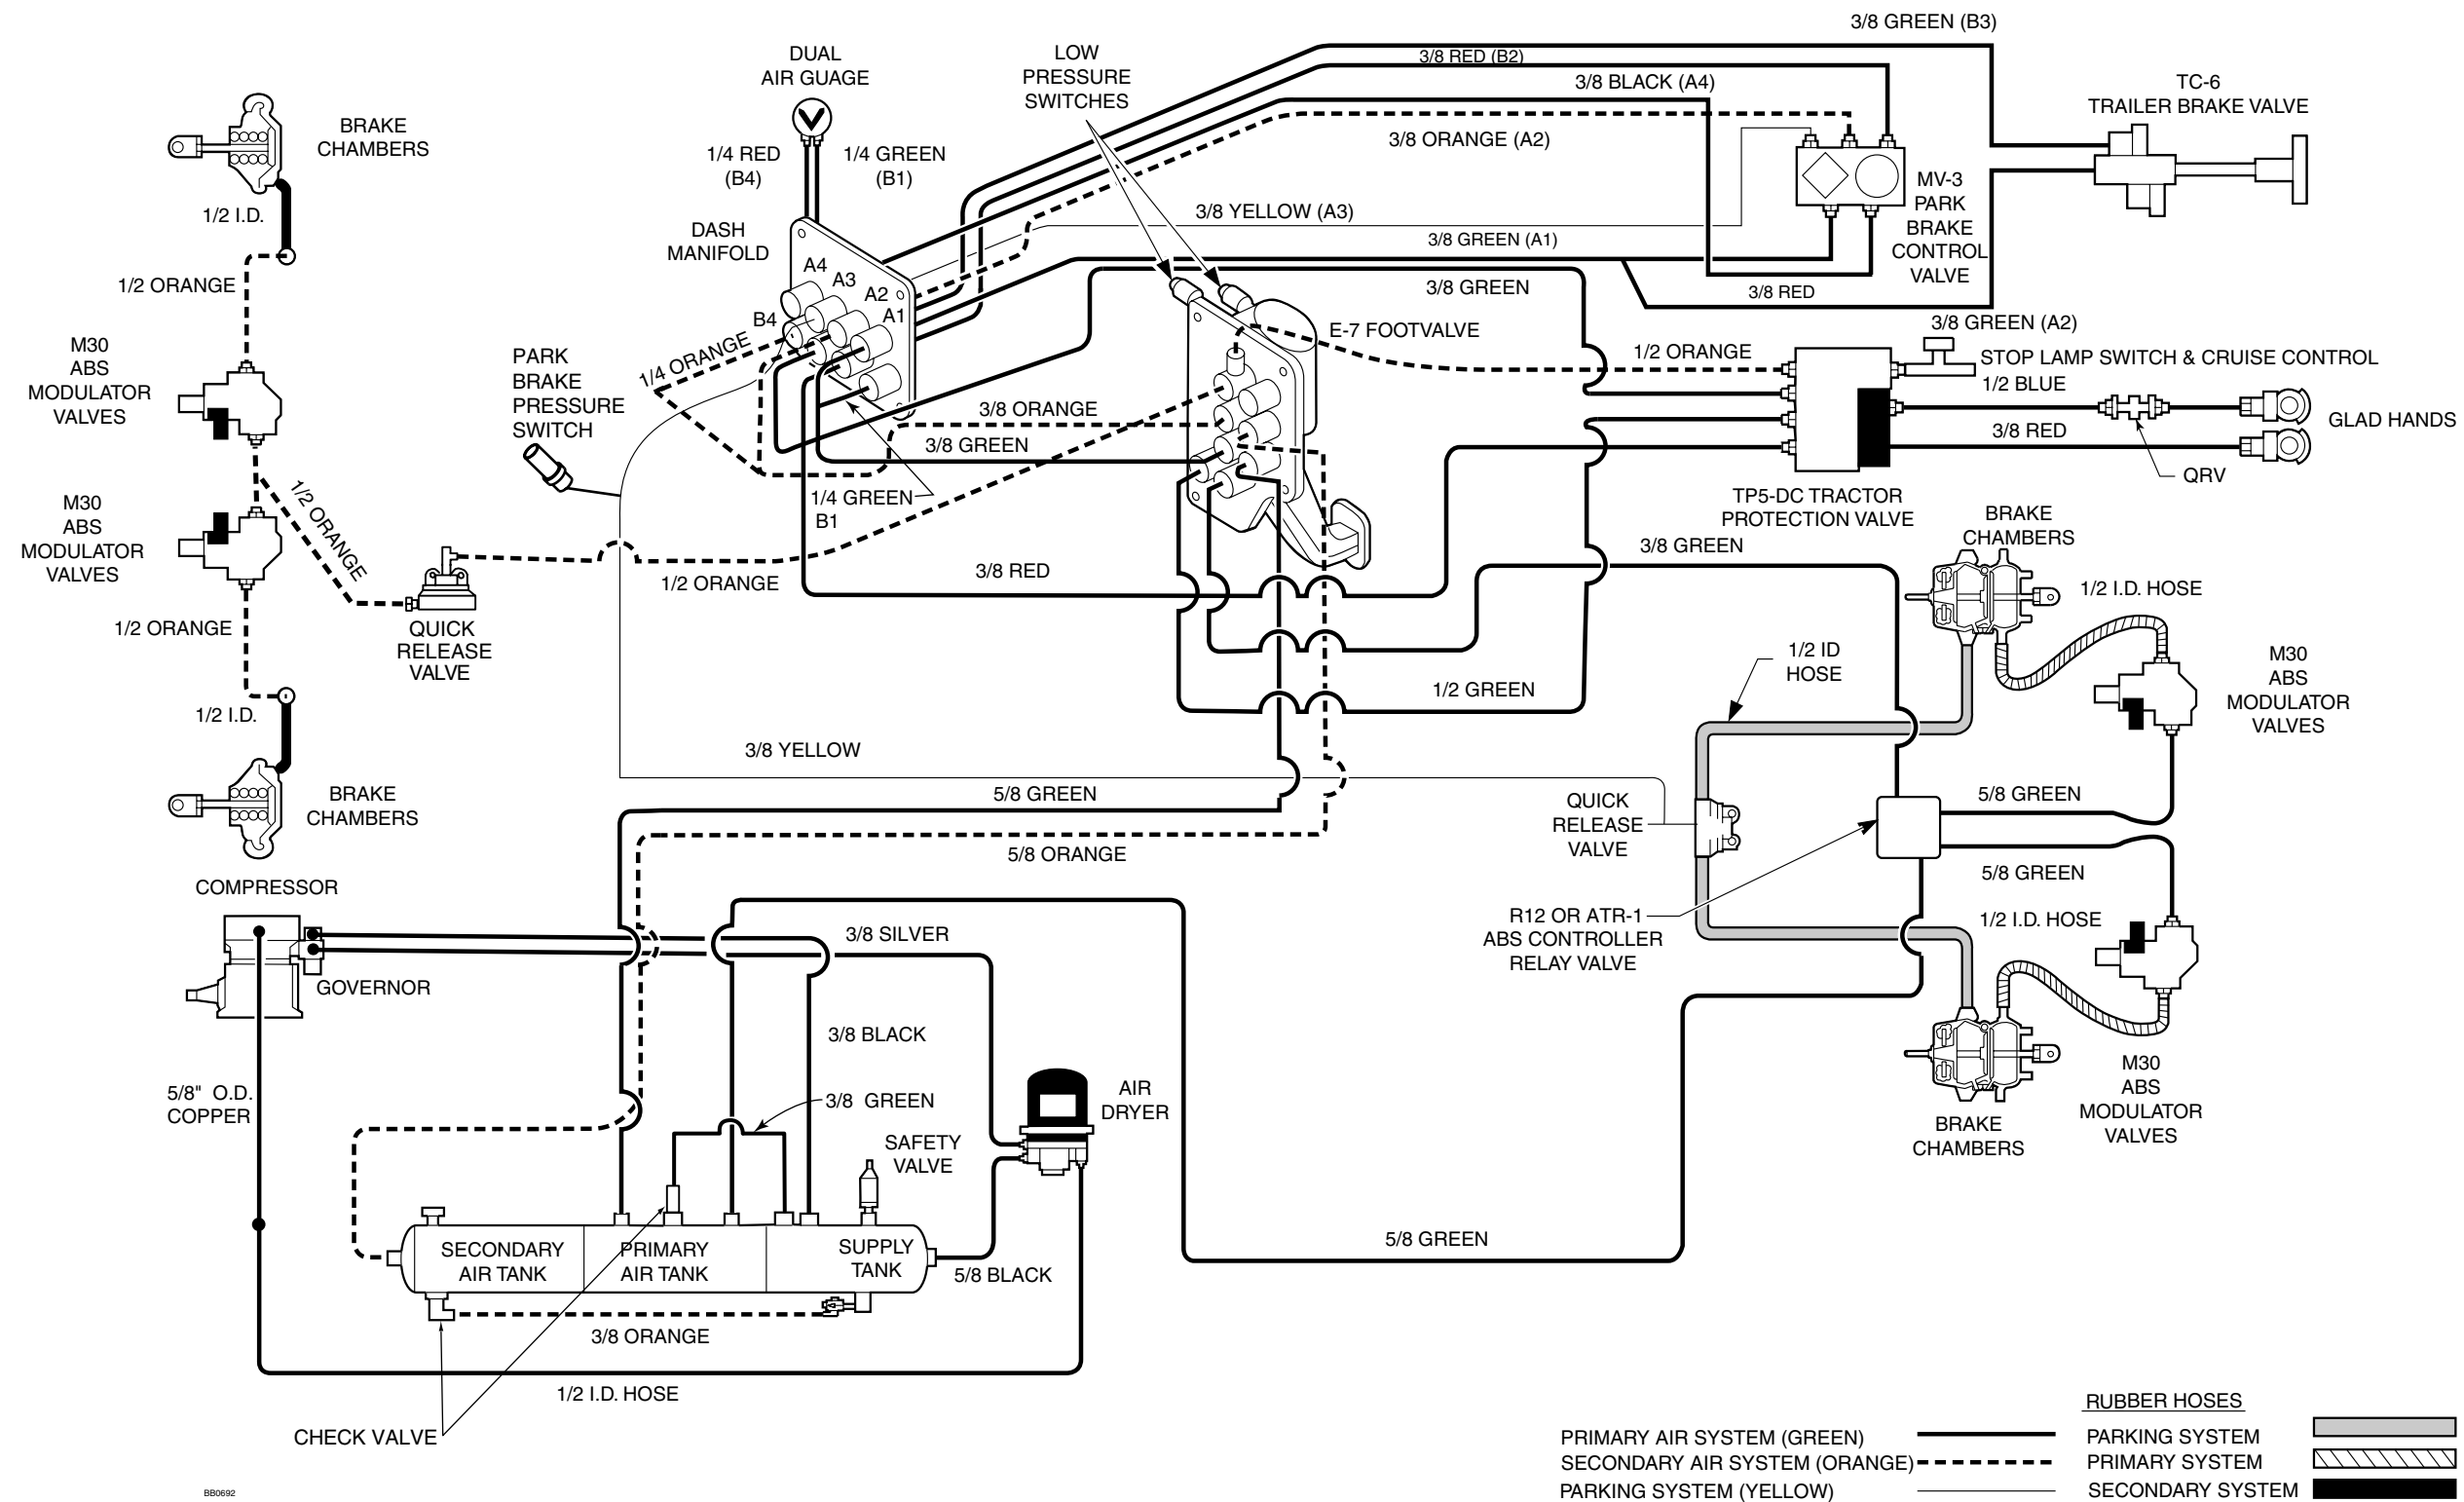 3/8 GREEN (B3)
DUAL
AIR GUAGE
LOW
PRESSURE
SWITCHES
3/8 RED (B2)
3/8 BLACK (A4)
TC-6
TRAILER BRAKE VALVE
BRAKE
CHAMBERS
1/4 RED
(B4)
1/4 GREEN
(B1)
3/8 ORANGE (A2)
MV-3
PARK
BRAKE
CONTROL
VALVE
1/2 I.D.
DASH
MANIFOLD
3/8 YELLOW (A3)
3/8 GREEN (A1)
A4
A3
A2
A1
B4
1/2 ORANGE
3/8 GREEN
3/8 RED
E-7 FOOTVALVE
3/8 GREEN (A2)
M30
ABS
MODULATOR
VALVES
PARK
BRAKE
PRESSURE
SWITCH
1/4 ORANGE
1/2 ORANGE
STOP LAMP SWITCH & CRUISE CONTROL
1/2 BLUE
3/8 ORANGE
3/8 GREEN
GLAD HANDS
3/8 RED
QRV
1/4 GREEN
B1
TP5-DC TRACTOR
PROTECTION VALVE
M30
ABS
MODULATOR
VALVES
1/2 ORANGE
BRAKE
CHAMBERS
3/8 GREEN
3/8 RED
1/2 ORANGE
1/2 I.D. HOSE
1/2 ORANGE
QUICK
RELEASE
VALVE
1/2 ID
HOSE
M30
ABS
MODULATOR
VALVES
1/2 GREEN
1/2 I.D.
3/8 YELLOW
BRAKE
CHAMBERS
5/8 GREEN
QUICK
RELEASE
VALVE
5/8 GREEN
5/8 ORANGE
5/8 GREEN
COMPRESSOR
3/8 SILVER
R12 OR ATR-1
ABS CONTROLLER
RELAY VALVE
1/2 I.D. HOSE
GOVERNOR
3/8 BLACK
5/8" O.D.
COPPER
3/8 GREEN
AIR
DRYER
M30
ABS
MODULATOR
VALVES
BRAKE
CHAMBERS
SAFETY
VALVE
SECONDARY
AIR TANK
PRIMARY
AIR TANK
SUPPLY
TANK
5/8 BLACK
5/8 GREEN
3/8 ORANGE
1/2 I.D. HOSE
CHECK VALVE
RUBBER HOSES
PRIMARY AIR SYSTEM (GREEN)
PARKING SYSTEM
SECONDARY AIR SYSTEM (ORANGE)
PRIMARY SYSTEM
PARKING SYSTEM (YELLOW)
SECONDARY SYSTEM
BB0692